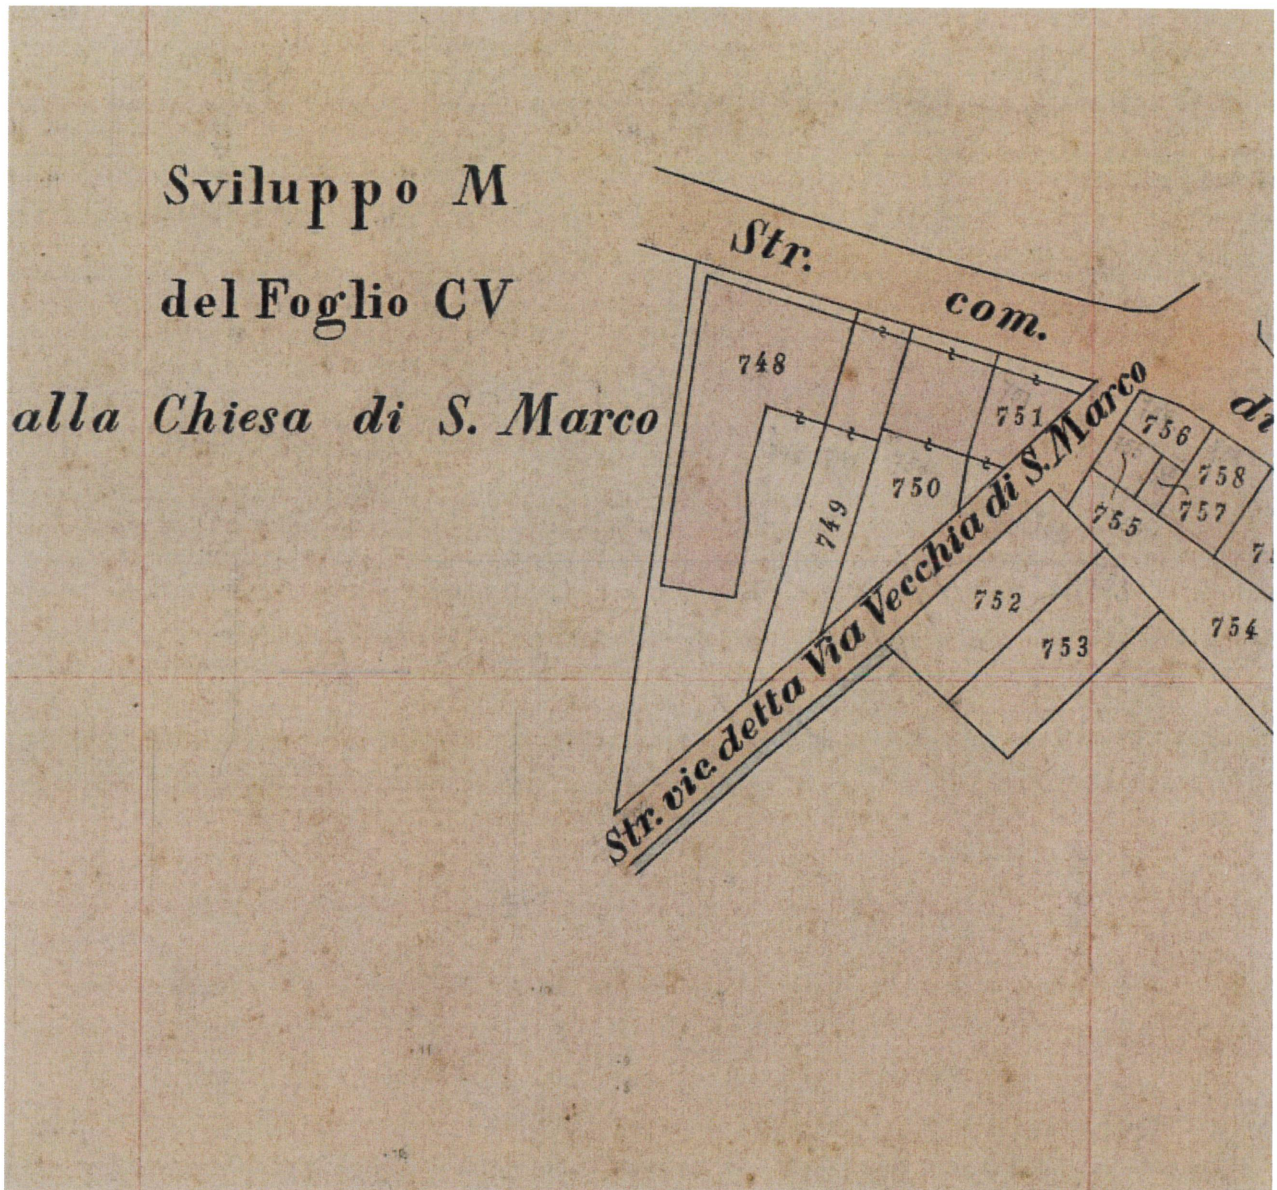 Sviluppo M
del Foglio CV
alla Chiesa di S. Marco
Str. com. di
748
751
749
750
Str. vic. detta Via Vecchia di S. Marco
756
758
757
755
752
753
754